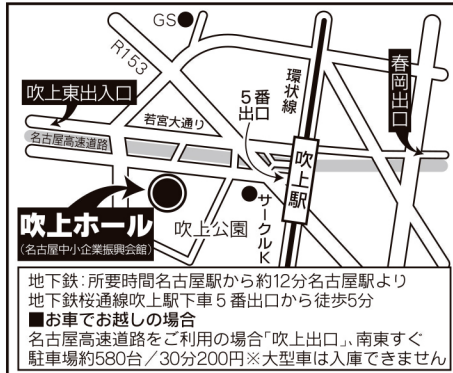 GS
R153
環状線
春岡出口
吹上東出入口
5番出口
若宮大通り
名古屋高速道路
吹上駅
サークルK
吹上ホール
(名古屋中小企業振興会館)
吹上公園
地下鉄:所要時間名古屋駅から約12分名古屋駅より
地下鉄桜通線吹上駅下車5番出口から徒歩5分
■お車でお越しの場合
名古屋高速道路をご利用の場合「吹上出口」、南東すぐ
駐車場約580台/30分200円※大型車は入庫できません